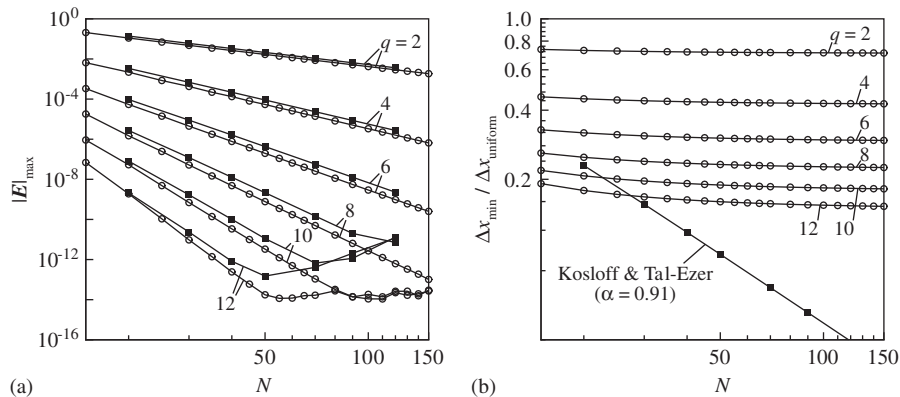 10^0
10^-4
10^-8
10^-12
10^-16
|E|max
q = 2
4
6
8
10
12
50
100
150
N
(a)
1.0
0.8
0.6
0.4
0.2
Δx_min / Δx_uniform
q = 2
4
6
8
10
12
Kosloff & Tal-Ezer
(α = 0.91)
50
100
150
N
(b)